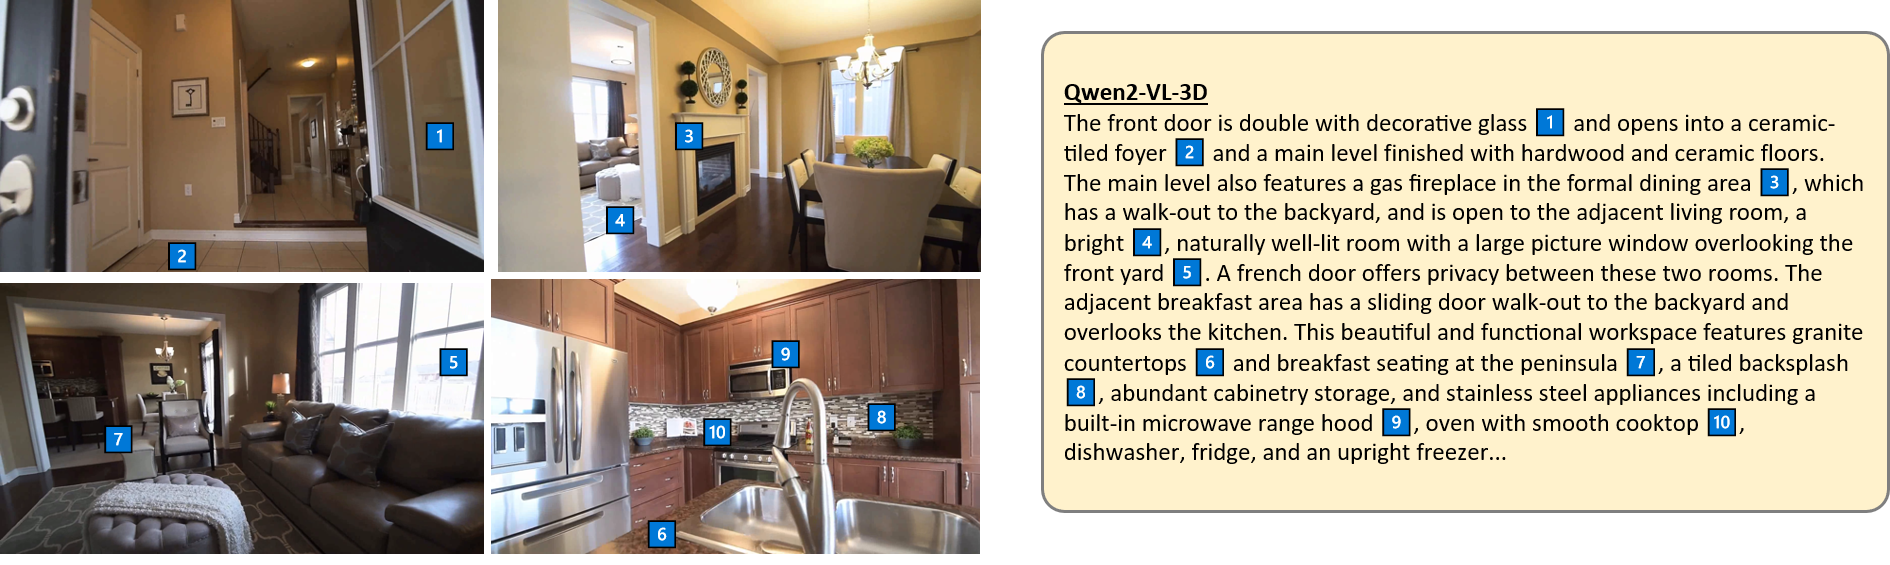 1
2
3
4
5
7
9
8
10
6
Qwen2-VL-3D
The front door is double with decorative glass 1 and opens into a ceramic-
tiled foyer 2 and a main level finished with hardwood and ceramic floors.
The main level also features a gas fireplace in the formal dining area 3, which
has a walk-out to the backyard, and is open to the adjacent living room, a
bright 4, naturally well-lit room with a large picture window overlooking the
front yard 5. A french door offers privacy between these two rooms. The
adjacent breakfast area has a sliding door walk-out to the backyard and
overlooks the kitchen. This beautiful and functional workspace features granite
countertops 6 and breakfast seating at the peninsula 7, a tiled backsplash
8, abundant cabinetry storage, and stainless steel appliances including a
built-in microwave range hood 9, oven with smooth cooktop 10,
dishwasher, fridge, and an upright freezer...